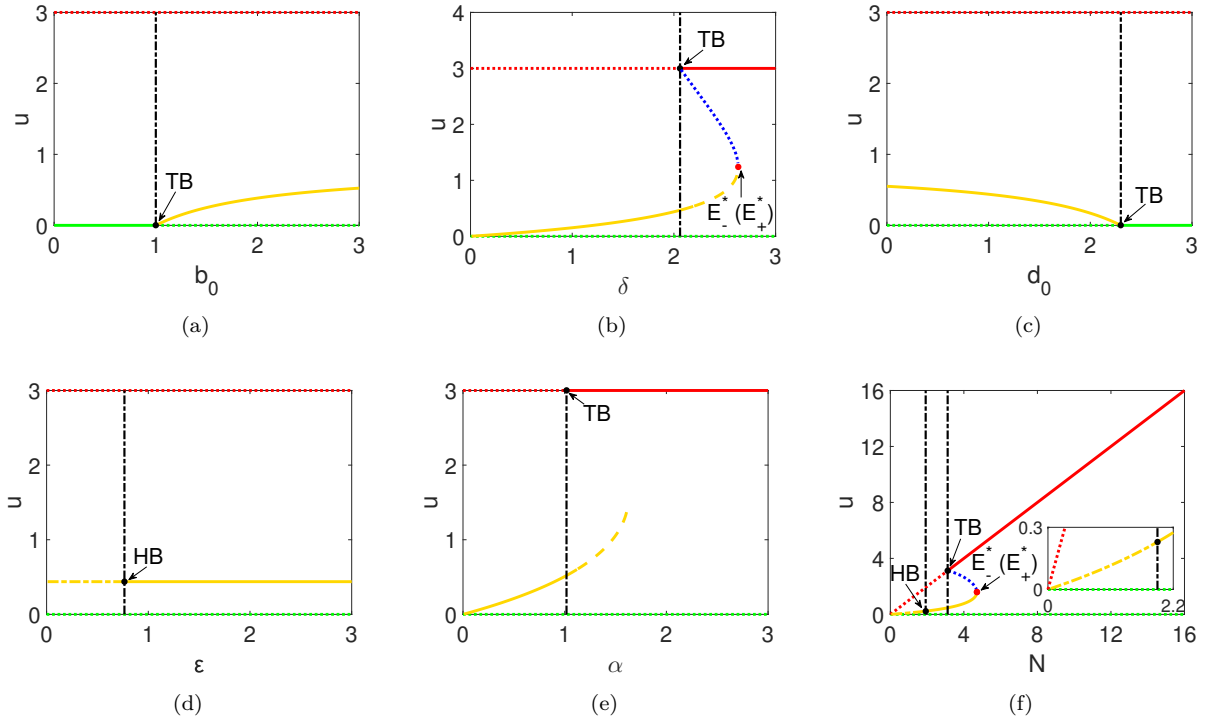 3
2
1
0
u
TB
0 1 2 3
b₀
(a)
4
3
2
1
0
u
TB
E*₋(E*₊)
0 1 2 3
δ
(b)
3
2
1
0
u
TB
0 1 2 3
d₀
(c)
3
2
1
0
u
HB
0 1 2 3
ε
(d)
3
2
1
0
u
TB
0 1 2 3
α
(e)
16
12
8
4
0
u
TB
HB
E*₋(E*₊)
0.3
0
0 2.2
0 4 8 12 16
N
(f)